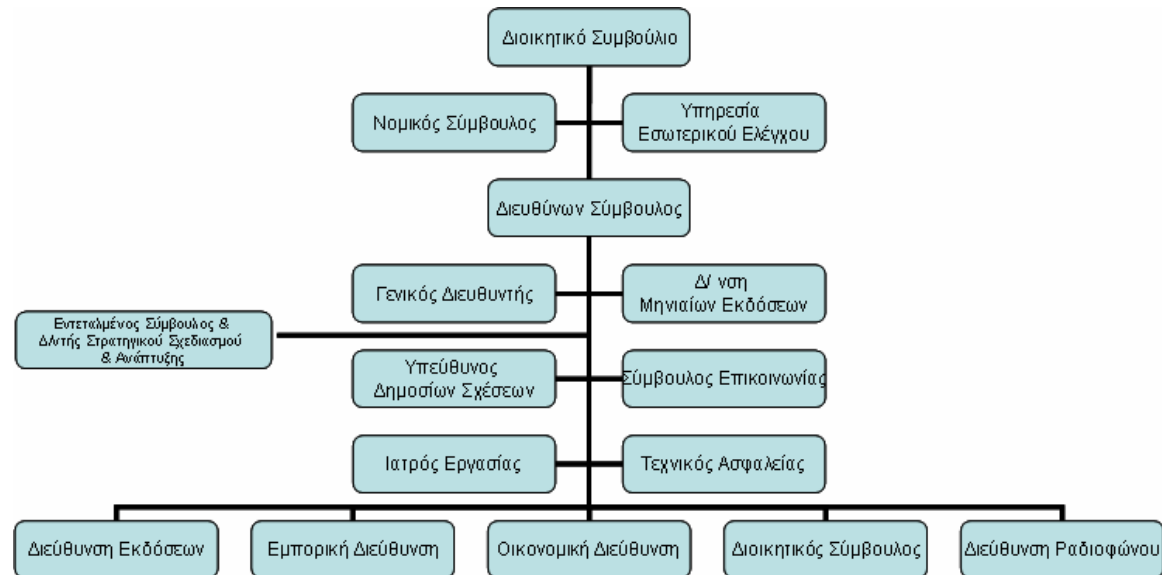 Διοικητικό Συμβούλιο
Νομικός Σύμβουλος
Υπηρεσία
Εσωτερικού Ελέγχου
Διευθύνων Σύμβουλος
Γενικός Διευθυντής
Δ/ νση
Μηνιαίων Εκδόσεων
Εντεταλμένος Σύμβουλος &
Δ/ντής Στρατηγικού Σχεδιασμού
& Ανάπτυξης
Υπεύθυνος
Δημοσίων Σχέσεων
Σύμβουλος Επικοινωνίας
Ιατρός Εργασίας
Τεχνικός Ασφαλείας
Διεύθυνση Εκδόσεων
Εμπορική Διεύθυνση
Οικονομική Διεύθυνση
Διοικητικός Σύμβουλος
Διεύθυνση Ραδιοφώνου